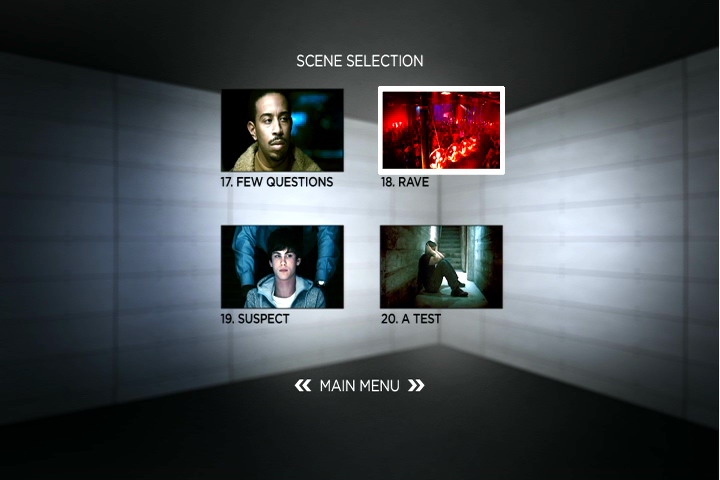 SCENE SELECTION
17. FEW QUESTIONS
18. RAVE
19. SUSPECT
20. A TEST
« MAIN MENU »